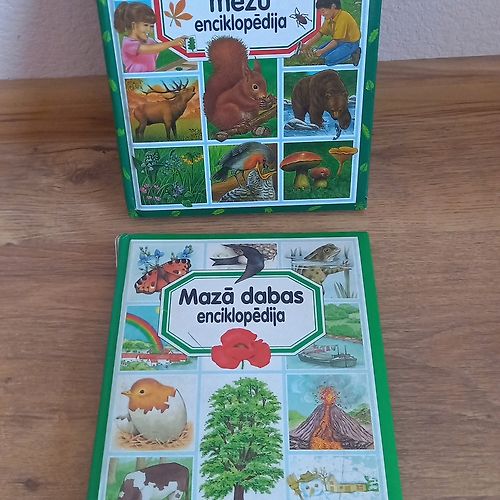 mežu
enciklopēdija
Mazā dabas
enciklopēdija